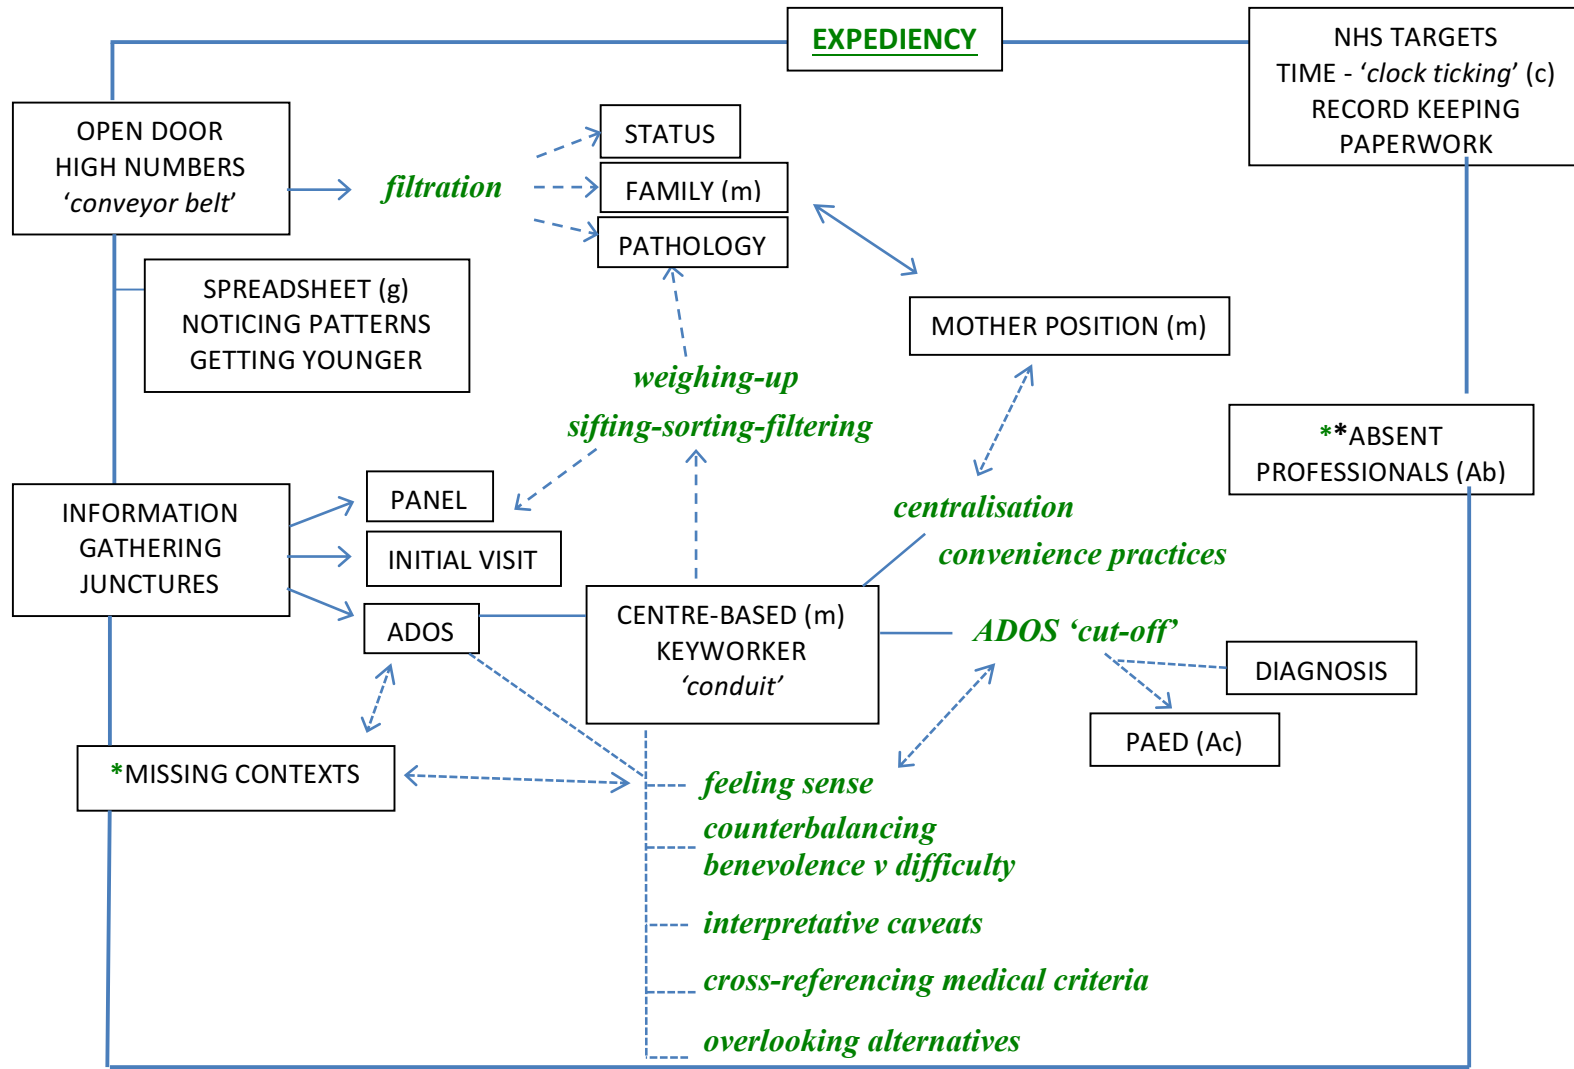 EXPEDIENCY
NHS TARGETS
TIME - ‘clock ticking’ (c)
RECORD KEEPING
PAPERWORK
OPEN DOOR
HIGH NUMBERS
‘conveyor belt’
filtration
STATUS
FAMILY (m)
PATHOLOGY
SPREADSHEET (g)
NOTICING PATTERNS
GETTING YOUNGER
MOTHER POSITION (m)
weighing-up
sifting-sorting-filtering
**ABSENT
PROFESSIONALS (Ab)
INFORMATION
GATHERING
JUNCTURES
PANEL
INITIAL VISIT
ADOS
centralisation
convenience practices
CENTRE-BASED (m)
KEYWORKER
‘conduit’
ADOS ‘cut-off’
DIAGNOSIS
PAED (Ac)
*MISSING CONTEXTS
feeling sense
counterbalancing
benevolence v difficulty
interpretative caveats
cross-referencing medical criteria
overlooking alternatives